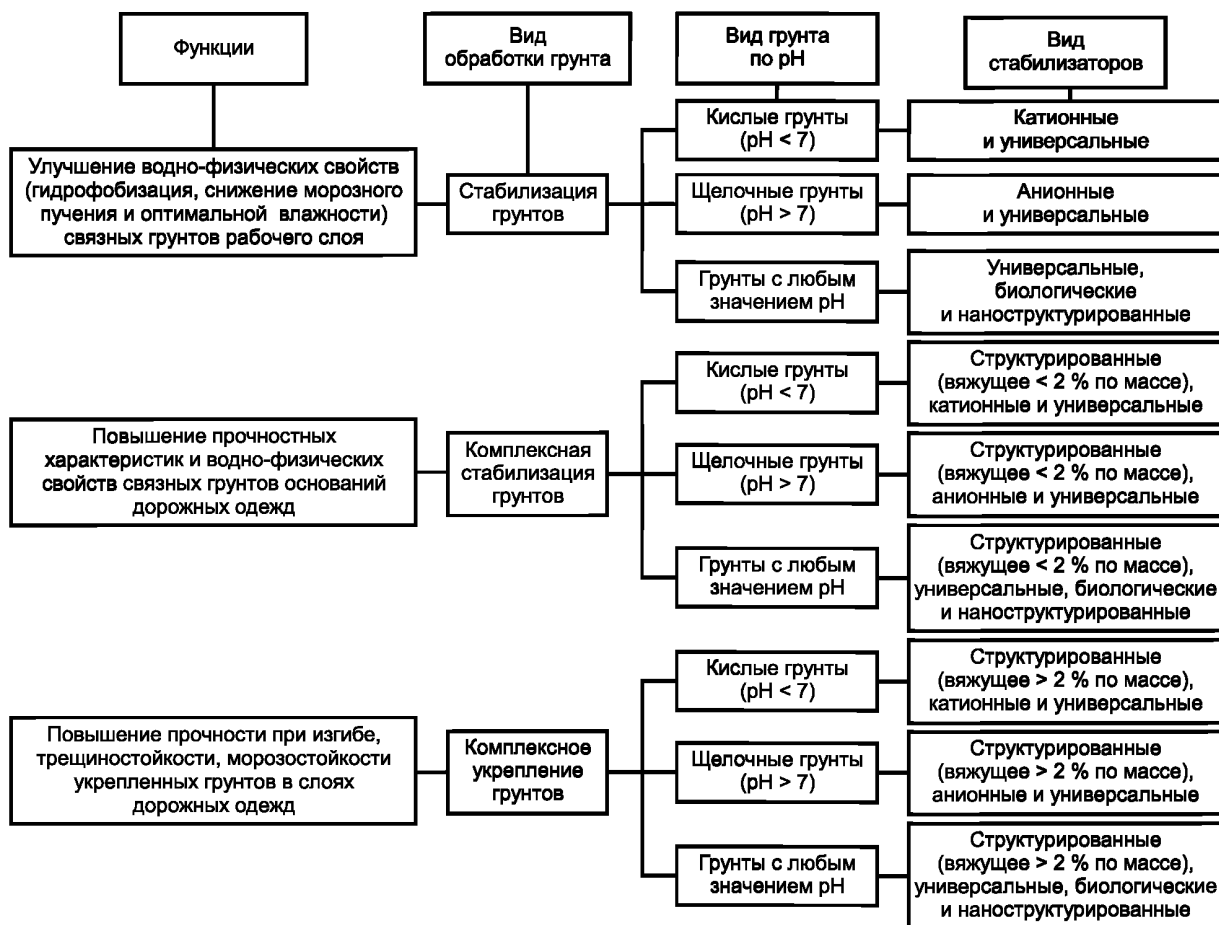 Функции
Вид
обработки грунта
Вид грунта
по pH
Вид
стабилизаторов
Улучшение водно-физических свойств
(гидрофобизация, снижение морозного
пучения и оптимальной влажности)
связных грунтов рабочего слоя
Стабилизация
грунтов
Кислые грунты
(pH < 7)
Катионные
и универсальные
Щелочные грунты
(pH > 7)
Анионные
и универсальные
Грунты с любым
значением pH
Универсальные,
биологические
и наноструктурированные
Повышение прочностных
характеристик и водно-физических
свойств связных грунтов оснований
дорожных одежд
Комплексная
стабилизация
грунтов
Кислые грунты
(pH < 7)
Структурированные
(вяжущее < 2 % по массе),
катионные и универсальные
Щелочные грунты
(pH > 7)
Структурированные
(вяжущее < 2 % по массе),
анионные и универсальные
Грунты с любым
значением pH
Структурированные
(вяжущее < 2 % по массе),
универсальные, биологические
и наноструктурированные
Повышение прочности при изгибе,
трещиностойкости, морозостойкости
укрепленных грунтов в слоях
дорожных одежд
Комплексное
укрепление
грунтов
Кислые грунты
(pH < 7)
Структурированные
(вяжущее > 2 % по массе),
катионные и универсальные
Щелочные грунты
(pH > 7)
Структурированные
(вяжущее > 2 % по массе),
анионные и универсальные
Грунты с любым
значением pH
Структурированные
(вяжущее > 2 % по массе),
универсальные, биологические
и наноструктурированные